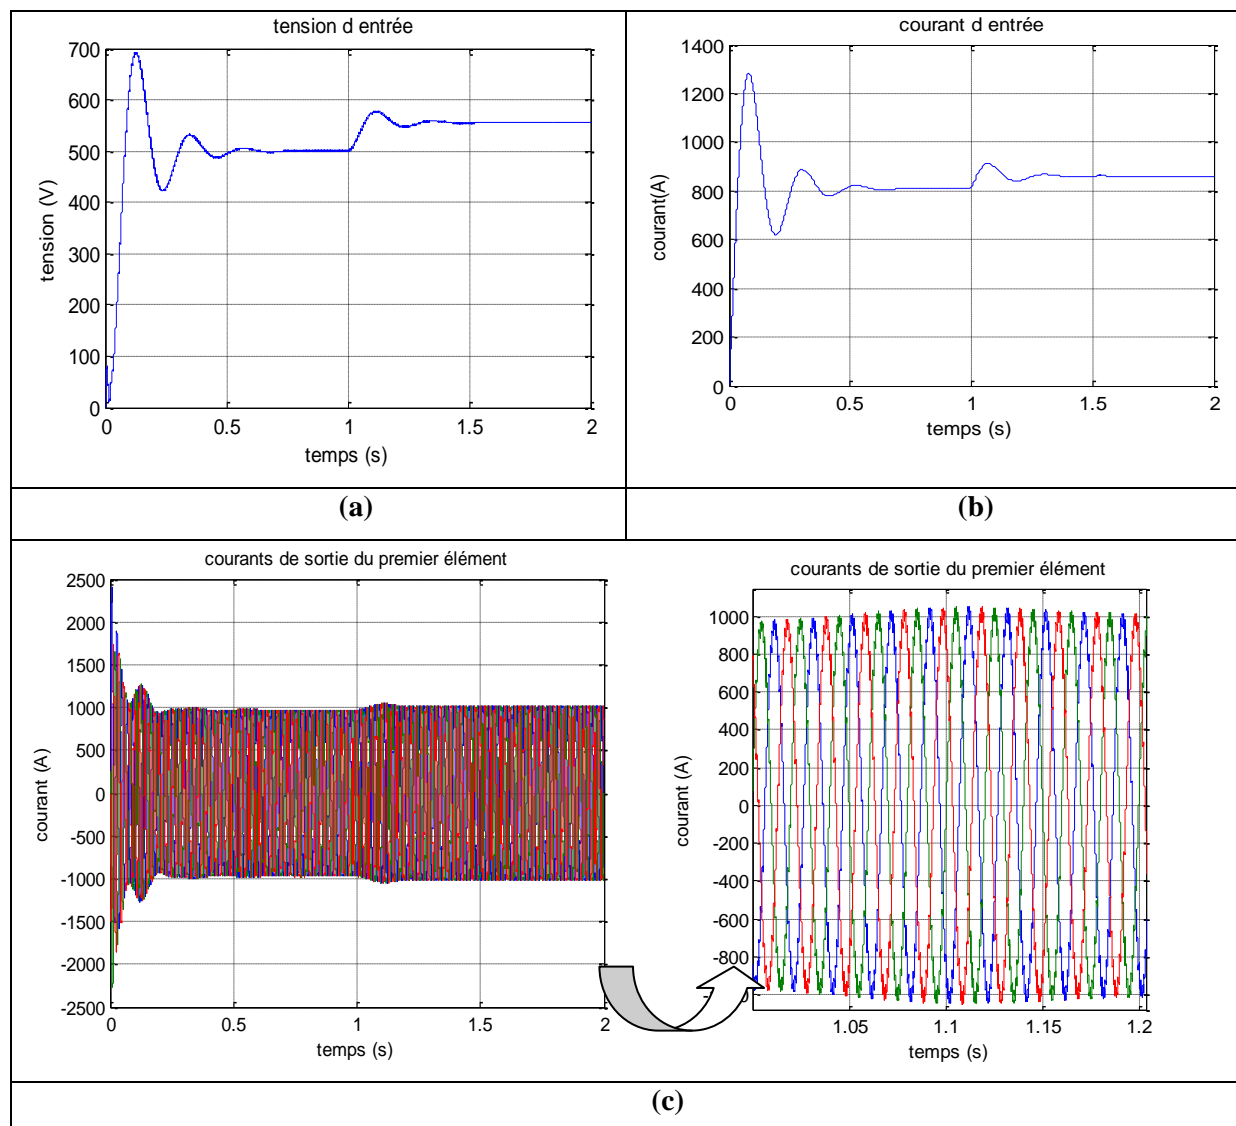 tension d entrée
700
600
500
400
300
200
100
0
tension (V)
0 0.5 1 1.5 2
temps (s)
(a)
courant d entrée
1400
1200
1000
800
600
400
200
0
courant(A)
0 0.5 1 1.5 2
temps (s)
(b)
courants de sortie du premier élément
2500
2000
1500
1000
500
0
-500
-1000
-1500
-2000
-2500
courant (A)
0 0.5 1 1.5 2
temps (s)
courants de sortie du premier élément
1000
800
600
400
200
0
-200
-400
-600
-800
courant (A)
1.05 1.1 1.15 1.2
temps (s)
(c)